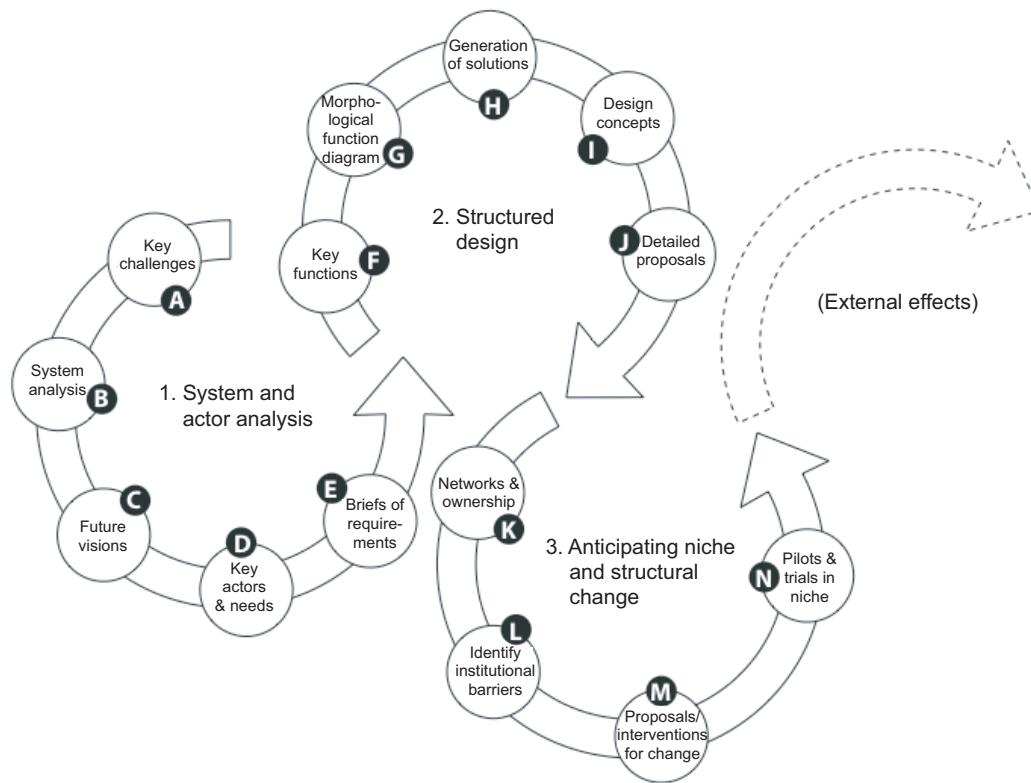 Key
challenges
A
System
analysis
B
1. System and
actor analysis
C
Future
visions
D
Key
actors
& needs
E
Briefs of
require-
ments
Key
functions
F
Morpho-
logical
function
diagram
G
Generation
of solutions
H
Design
concepts
I
2. Structured
design
J
Detailed
proposals
Networks &
ownership
K
3. Anticipating niche
and structural
change
L
Identify
institutional
barriers
M
Proposals/
interventions
for change
N
Pilots &
trials in
niche
(External effects)